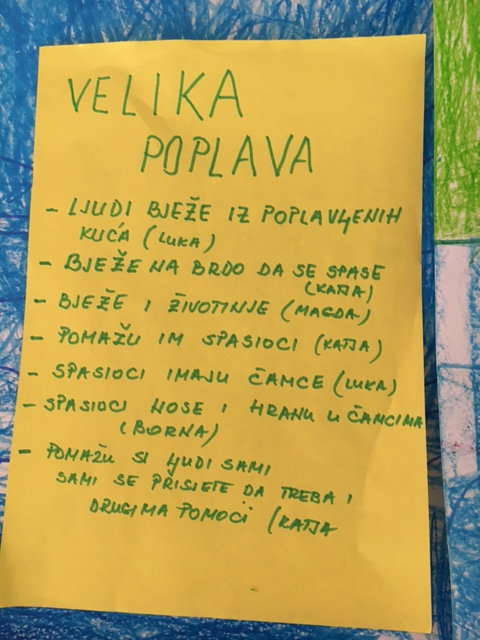 VELIKA
POPLAVA
- LJUDI BJEŽE IZ POPLAVLJENIH
KUĆA (LUKA)
- BJEŽE NA BRDO DA SE SPASE
(KATJA)
- BJEŽE I ŽIVOTINJE (MAGDA)
- POMAŽU IM SPASIOCI (KATJA)
- SPASIOCI IMAJU ČAMCE (LUKA)
- SPASIOCI NOSE I HRANU U ČAMCIMA
(BORNA)
- POMAŽU SI LJUDI SAMI
SAMI SE PRISJETE DA TREBA I
DRUGIMA POMOĆI (KATJA